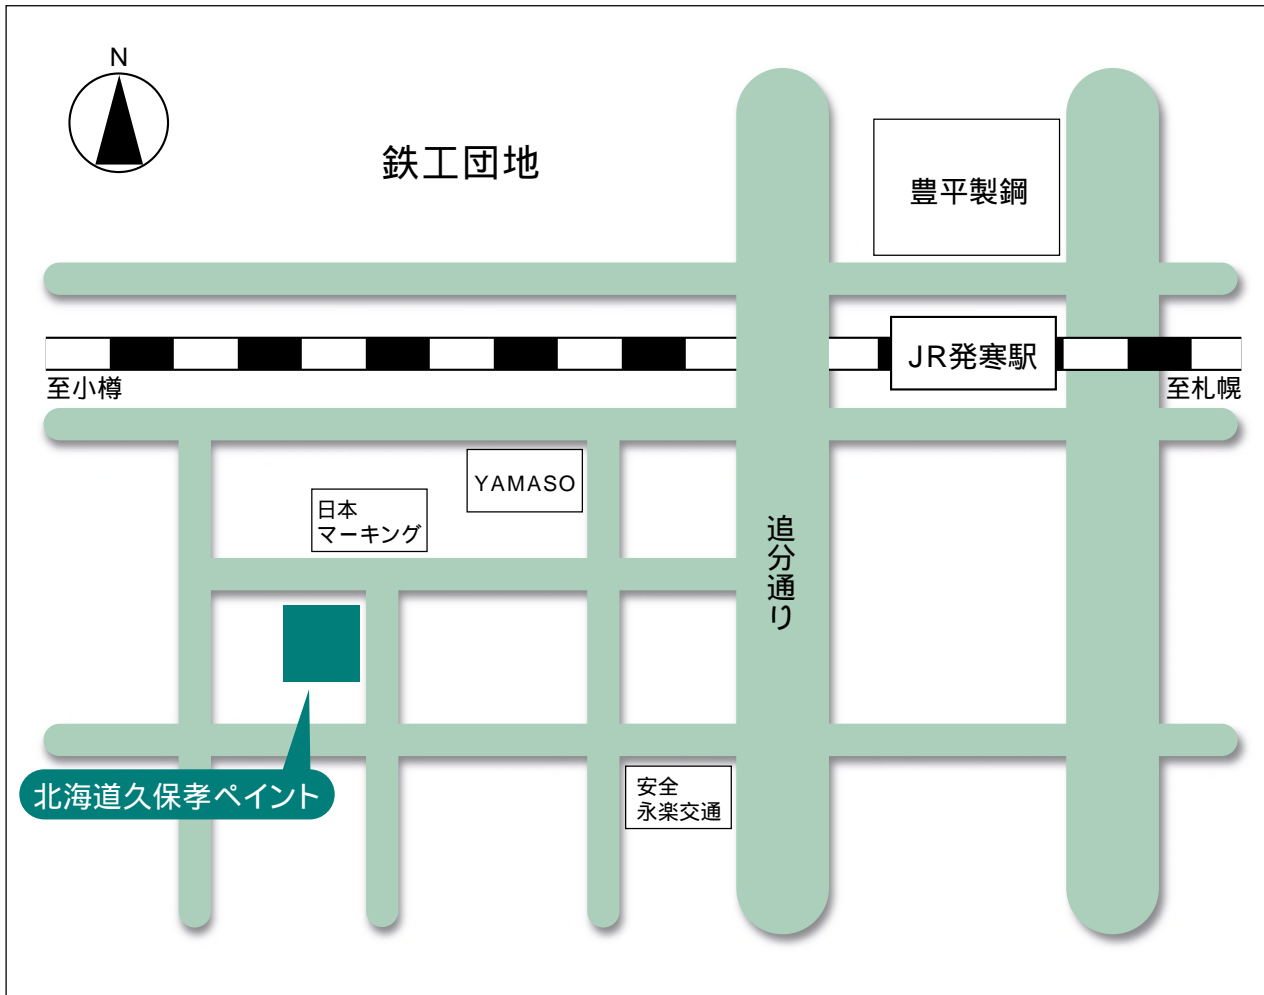 N
鉄工団地
豊平製鋼
JR発寒駅
至小樽
至札幌
YAMASO
日本
マーキング
追分通り
北海道久保孝ペイント
安全
永楽交通